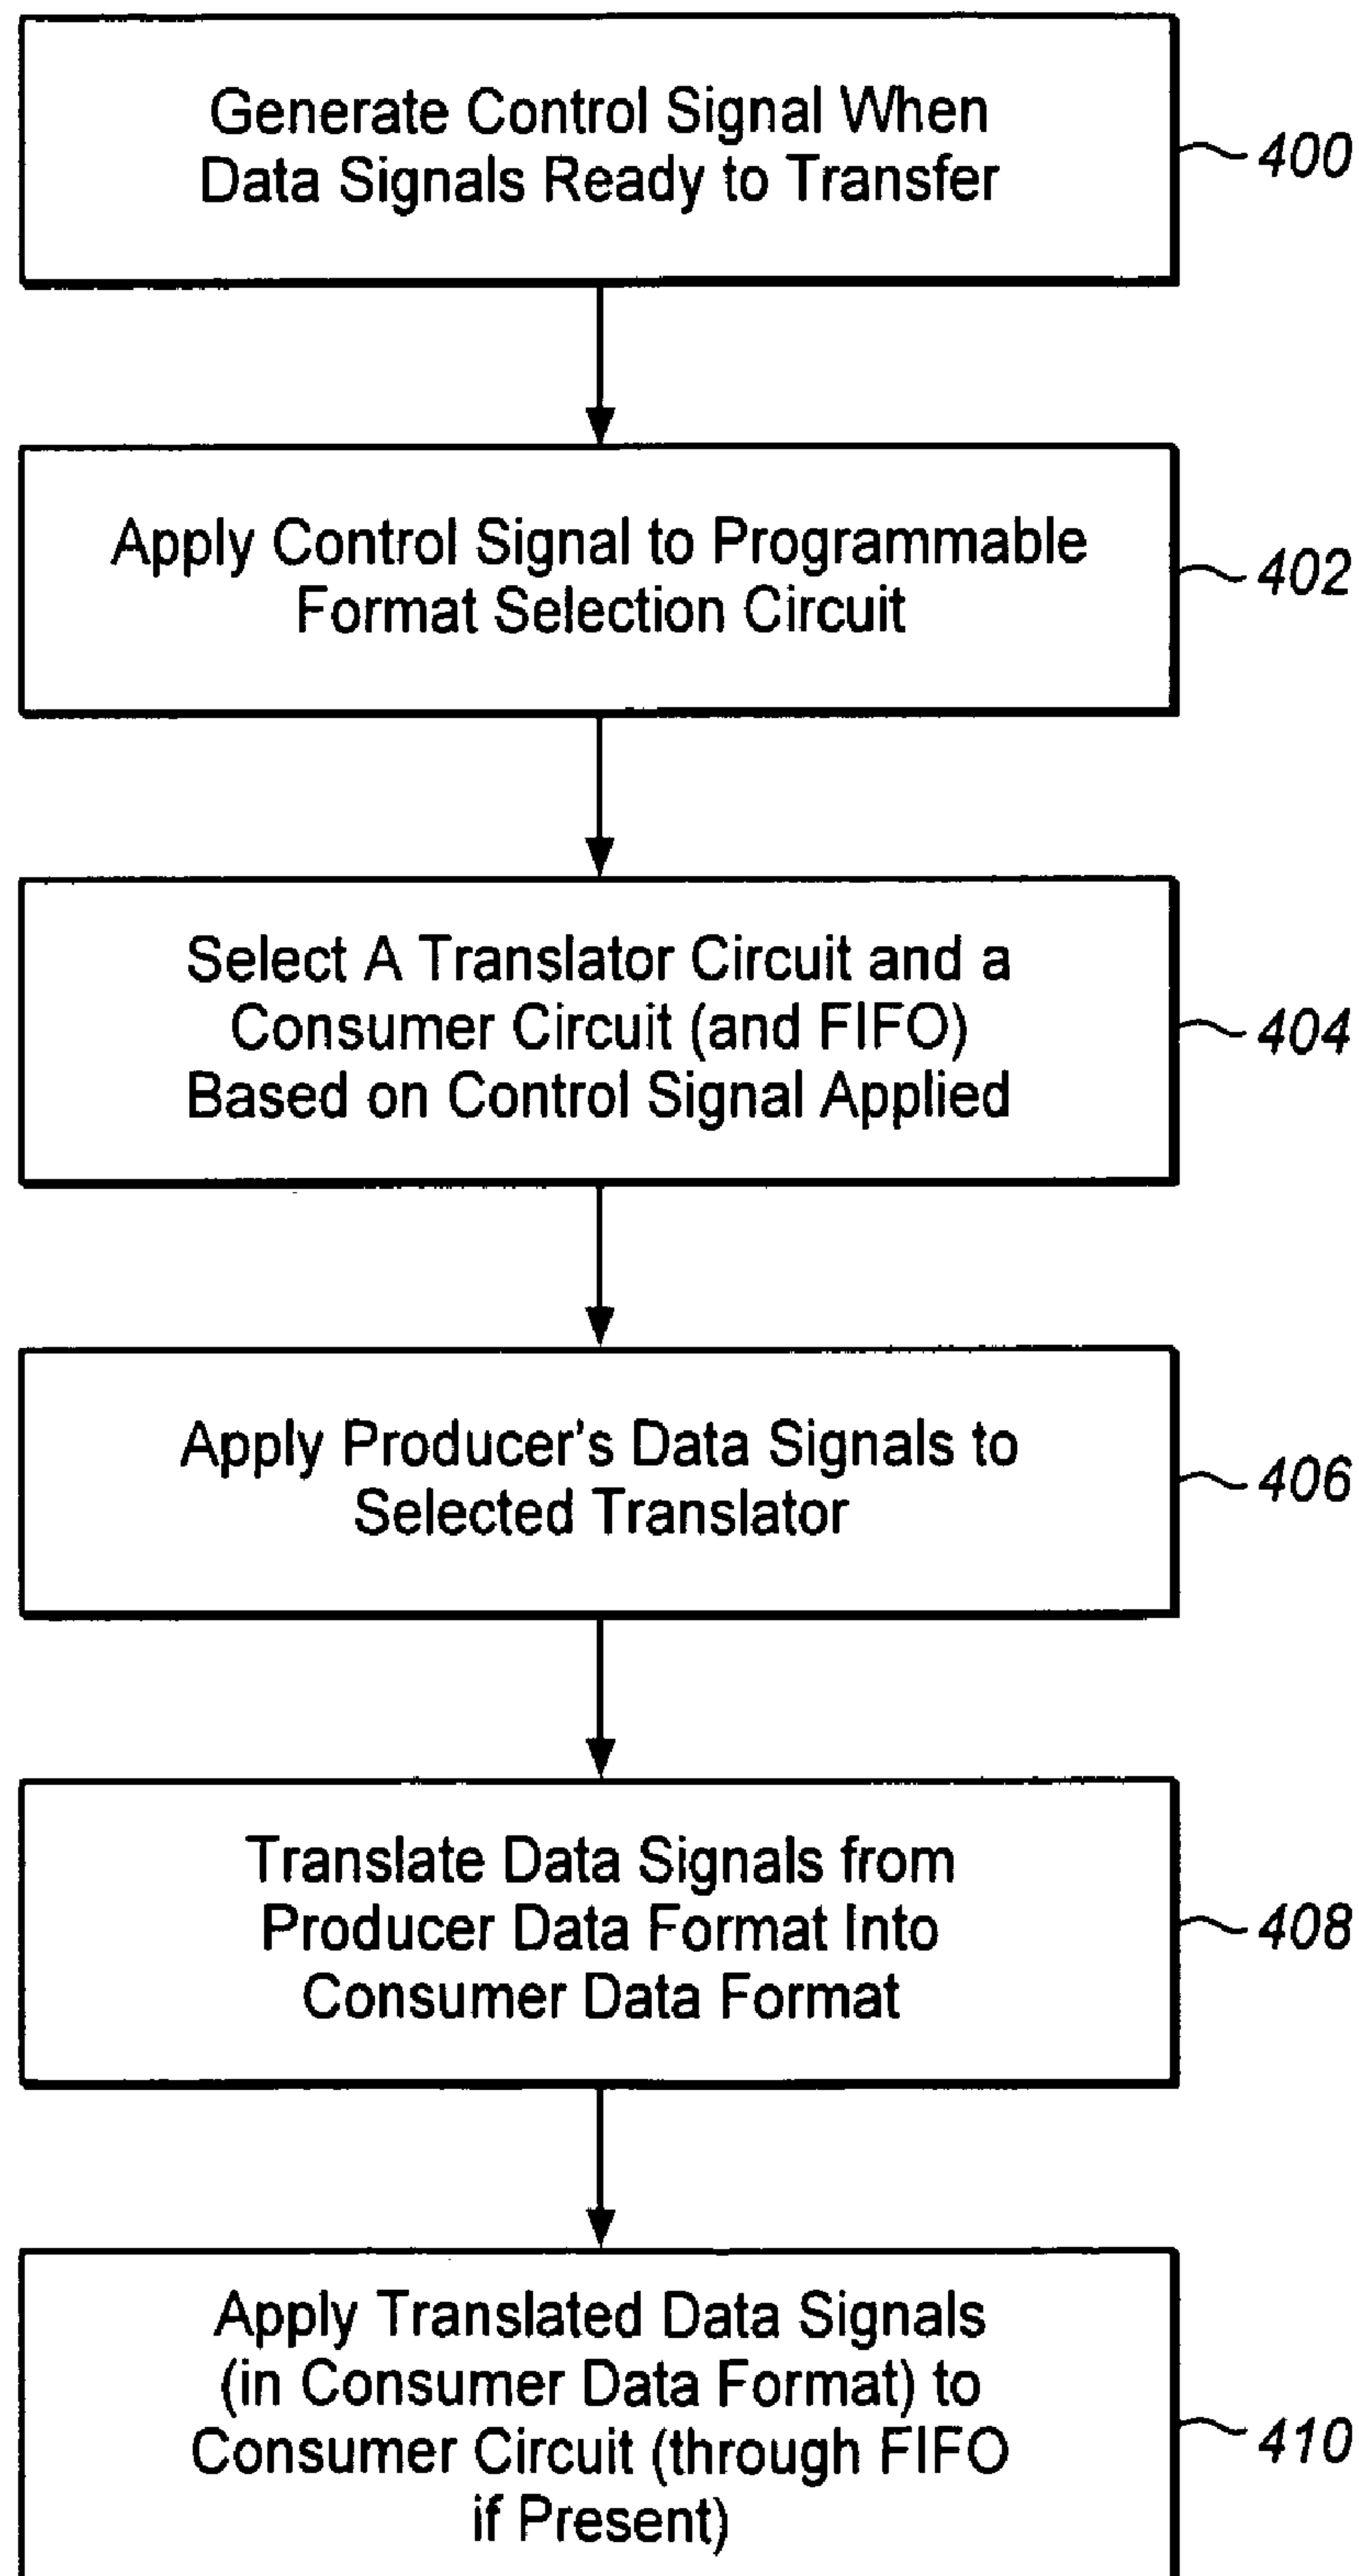 Generate Control Signal When
Data Signals Ready to Transfer
400
Apply Control Signal to Programmable
Format Selection Circuit
402
Select A Translator Circuit and a
Consumer Circuit (and FIFO)
Based on Control Signal Applied
404
Apply Producer's Data Signals to
Selected Translator
406
Translate Data Signals from
Producer Data Format Into
Consumer Data Format
408
Apply Translated Data Signals
(in Consumer Data Format) to
Consumer Circuit (through FIFO
if Present)
410